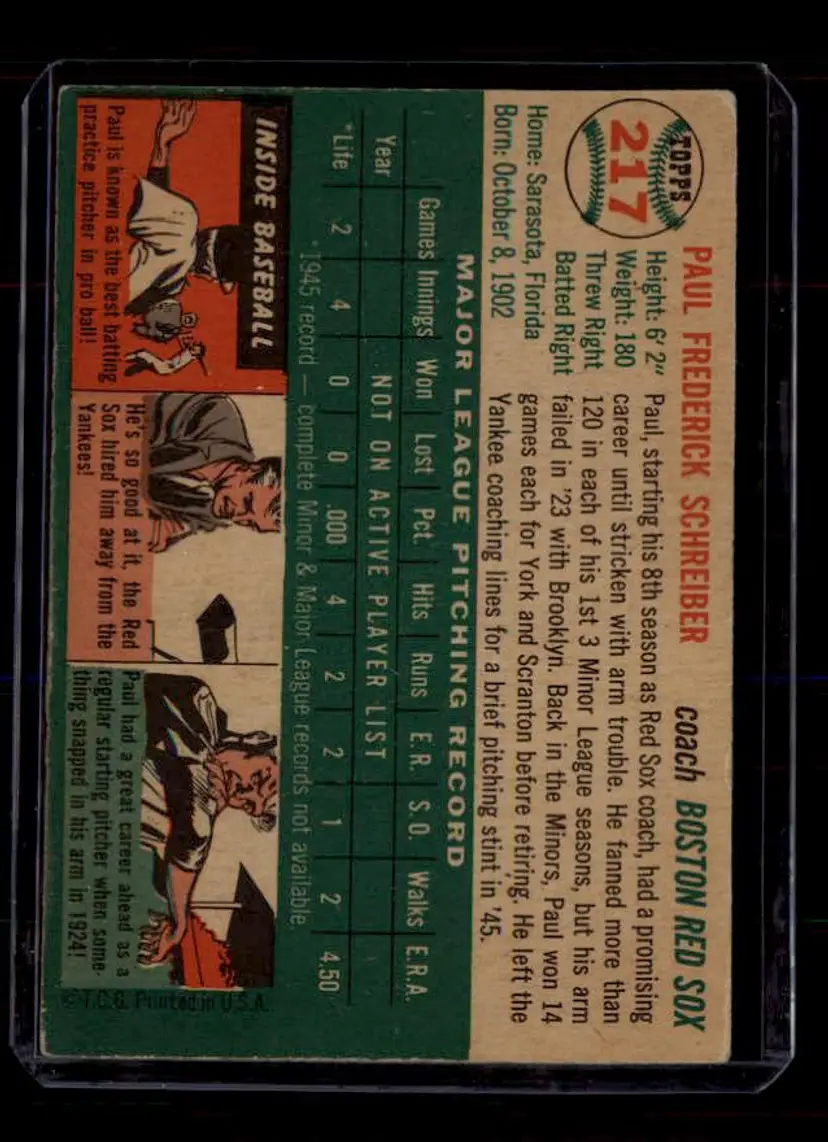 TOPPS
217
PAUL FREDERICK SCHREIBER coach BOSTON RED SOX
Height: 6' 2"
Weight: 180
Threw Right
Batted Right
Home: Sarasota, Florida
Born: October 8, 1902
Paul, starting his 8th season as Red Sox coach, had a promising
career until stricken with arm trouble. He fanned more than
120 in each of his 1st 3 Minor League seasons, but his arm
failed in '23 with Brooklyn. Back in the Minors, Paul won 14
games each for York and Scranton before retiring. He left the
Yankee coaching lines for a brief pitching stint in '45.
MAJOR LEAGUE PITCHING RECORD
Games Innings Won Lost Pct. Hits Runs E.R. S.O. Walks E.R.A.
Year NOT ON ACTIVE PLAYER LIST
*Life 2 4 0 0 .000 4 2 2 1 2 4.50
*1945 record — complete Minor & Major League records not available.
INSIDE BASEBALL
Paul is known as the best batting
practice pitcher in pro ball!
He's so good at it, the Red
Sox hired him away from the
Yankees!
Paul had a great career ahead as a
regular starting pitcher when some-
thing snapped in his arm in 1924!
© T.C.G. Printed in U.S.A.